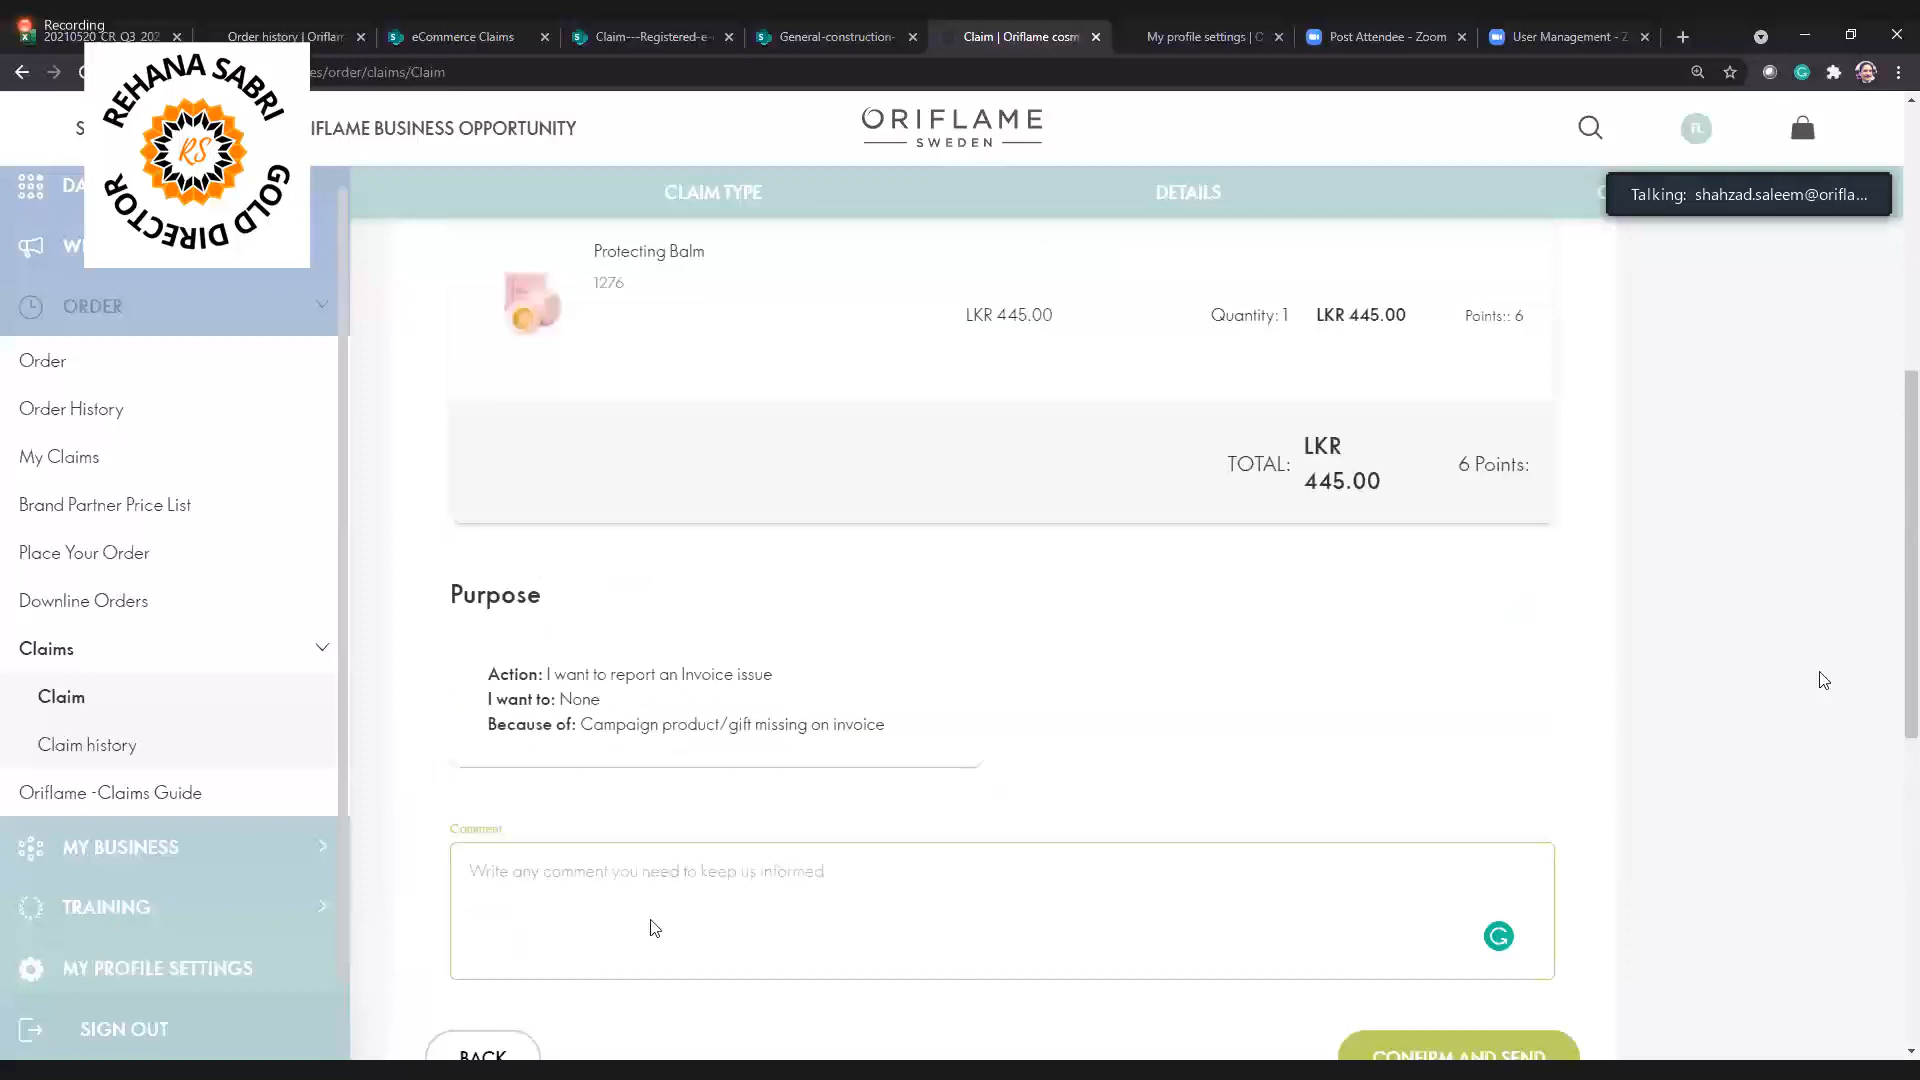 Recording
20210520_CR_Q3_202
Order history | Oriflar
eCommerce Claims
Claim---Registered-e-
General-construction-
Claim | Oriflame cosm
My profile settings | O
Post Attendee - Zoom
User Management - Z
es/order/claims/Claim
REHANA SABRI
RS
GOLD DIRECTOR
S
IFLAME BUSINESS OPPORTUNITY
ORIFLAME
SWEDEN
FL
DA
CLAIM TYPE
DETAILS
Talking: shahzad.saleem@orifla...
W
ORDER
Protecting Balm
1276
LKR 445.00
Quantity: 1
LKR 445.00
Points:: 6
Order
Order History
My Claims
Brand Partner Price List
Place Your Order
Downline Orders
Claims
Claim
Claim history
Oriflame -Claims Guide
MY BUSINESS
TRAINING
MY PROFILE SETTINGS
SIGN OUT
TOTAL:
LKR
445.00
6 Points:
Purpose
Action: I want to report an Invoice issue
I want to: None
Because of: Campaign product/gift missing on invoice
Comment
Write any comment you need to keep us informed
BACK
CONFIRM AND SEND